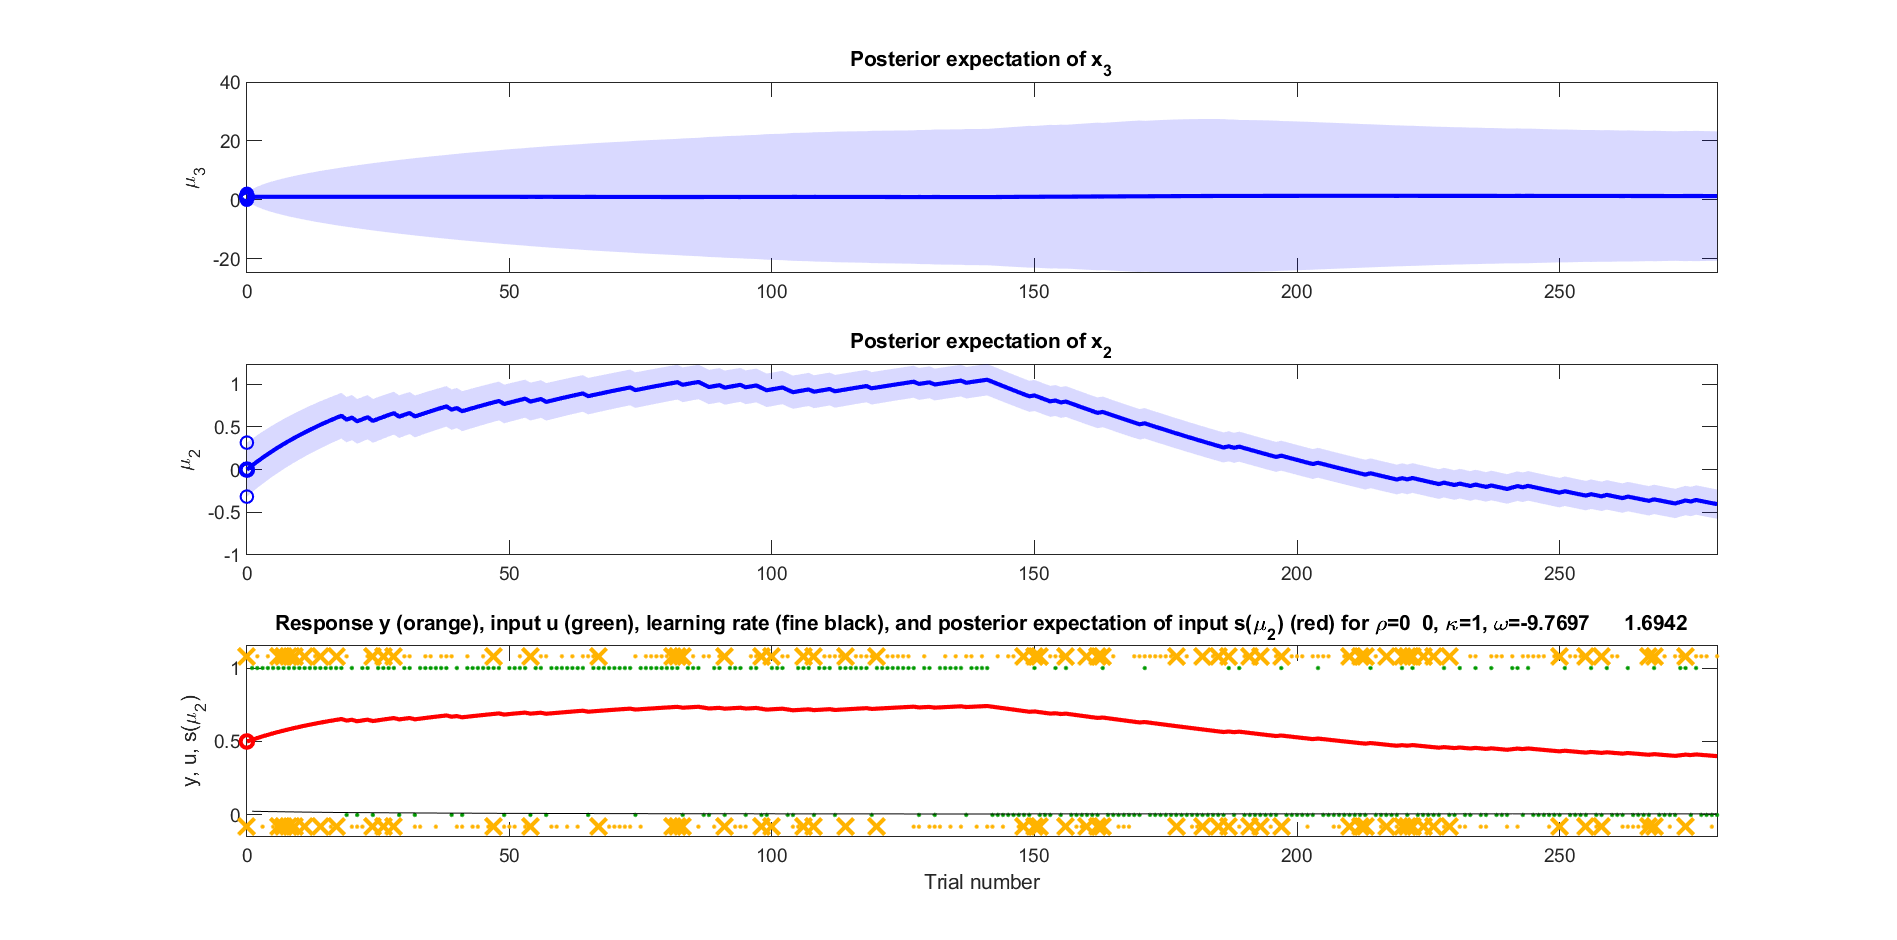 Posterior expectation of x₃
40
20
0
-20
μ₃
0 50 100 150 200 250
Posterior expectation of x₂
1
0.5
0
-0.5
-1
μ₂
0 50 100 150 200 250
Response y (orange), input u (green), learning rate (fine black), and posterior expectation of input s(μ₂) (red) for ρ=0 0, κ=1, ω=-9.7697 1.6942
1
0.5
0
y, u, s(μ₂)
0 50 100 150 200 250
Trial number